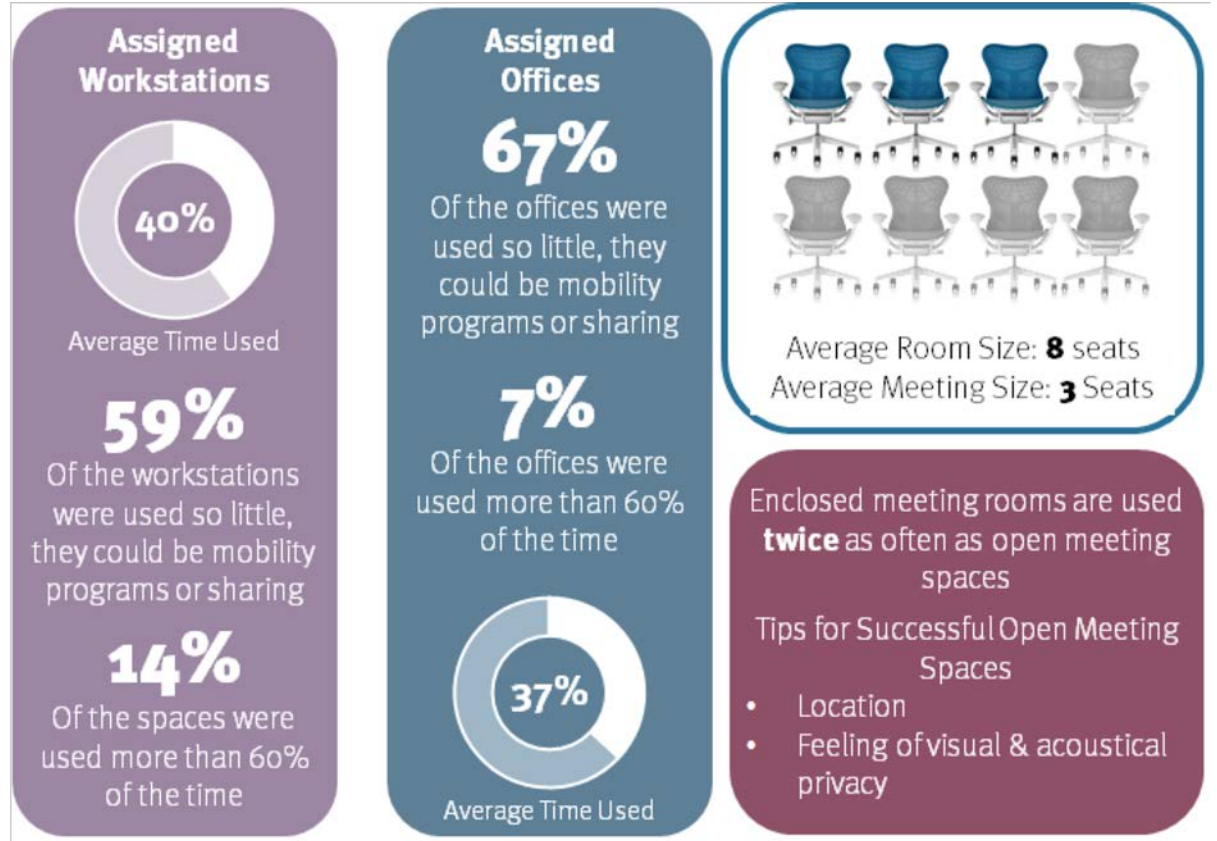 Assigned
Workstations
40%
Average Time Used
59%
Of the workstations
were used so little,
they could be mobility
programs or sharing
14%
Of the spaces were
used more than 60%
of the time
Assigned
Offices
67%
Of the offices were
used so little, they
could be mobility
programs or sharing
7%
Of the offices were
used more than 60%
of the time
37%
Average Time Used
Average Room Size: 8 seats
Average Meeting Size: 3 Seats
Enclosed meeting rooms are used
twice as often as open meeting
spaces
Tips for Successful Open Meeting
Spaces
• Location
• Feeling of visual & acoustical
privacy